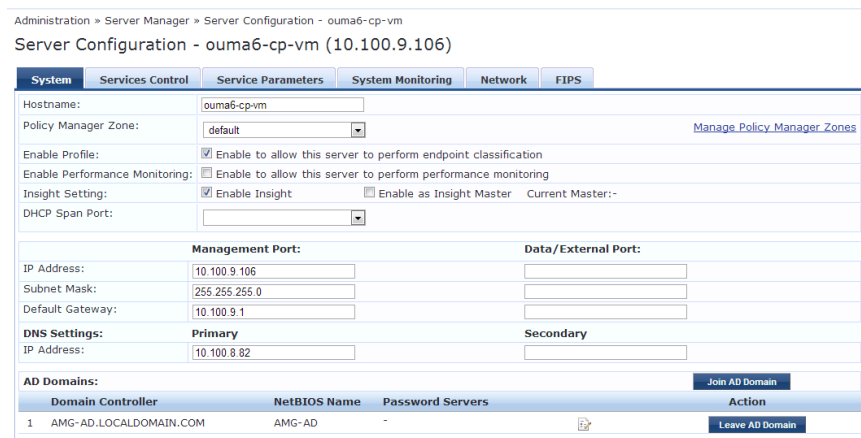 Administration » Server Manager » Server Configuration - ouma6-cp-vm
Server Configuration - ouma6-cp-vm (10.100.9.106)
System Services Control Service Parameters System Monitoring Network FIPS
Hostname: ouma6-cp-vm
Policy Manager Zone: default Manage Policy Manager Zones
Enable Profile: Enable to allow this server to perform endpoint classification
Enable Performance Monitoring: Enable to allow this server to perform performance monitoring
Insight Setting: Enable Insight Enable as Insight Master Current Master:-
DHCP Span Port:
Management Port: Data/External Port:
IP Address: 10.100.9.106
Subnet Mask: 255.255.255.0
Default Gateway: 10.100.9.1
DNS Settings: Primary Secondary
IP Address: 10.100.8.82
AD Domains: Join AD Domain
Domain Controller NetBIOS Name Password Servers Action
1 AMG-AD.LOCALDOMAIN.COM AMG-AD - Leave AD Domain